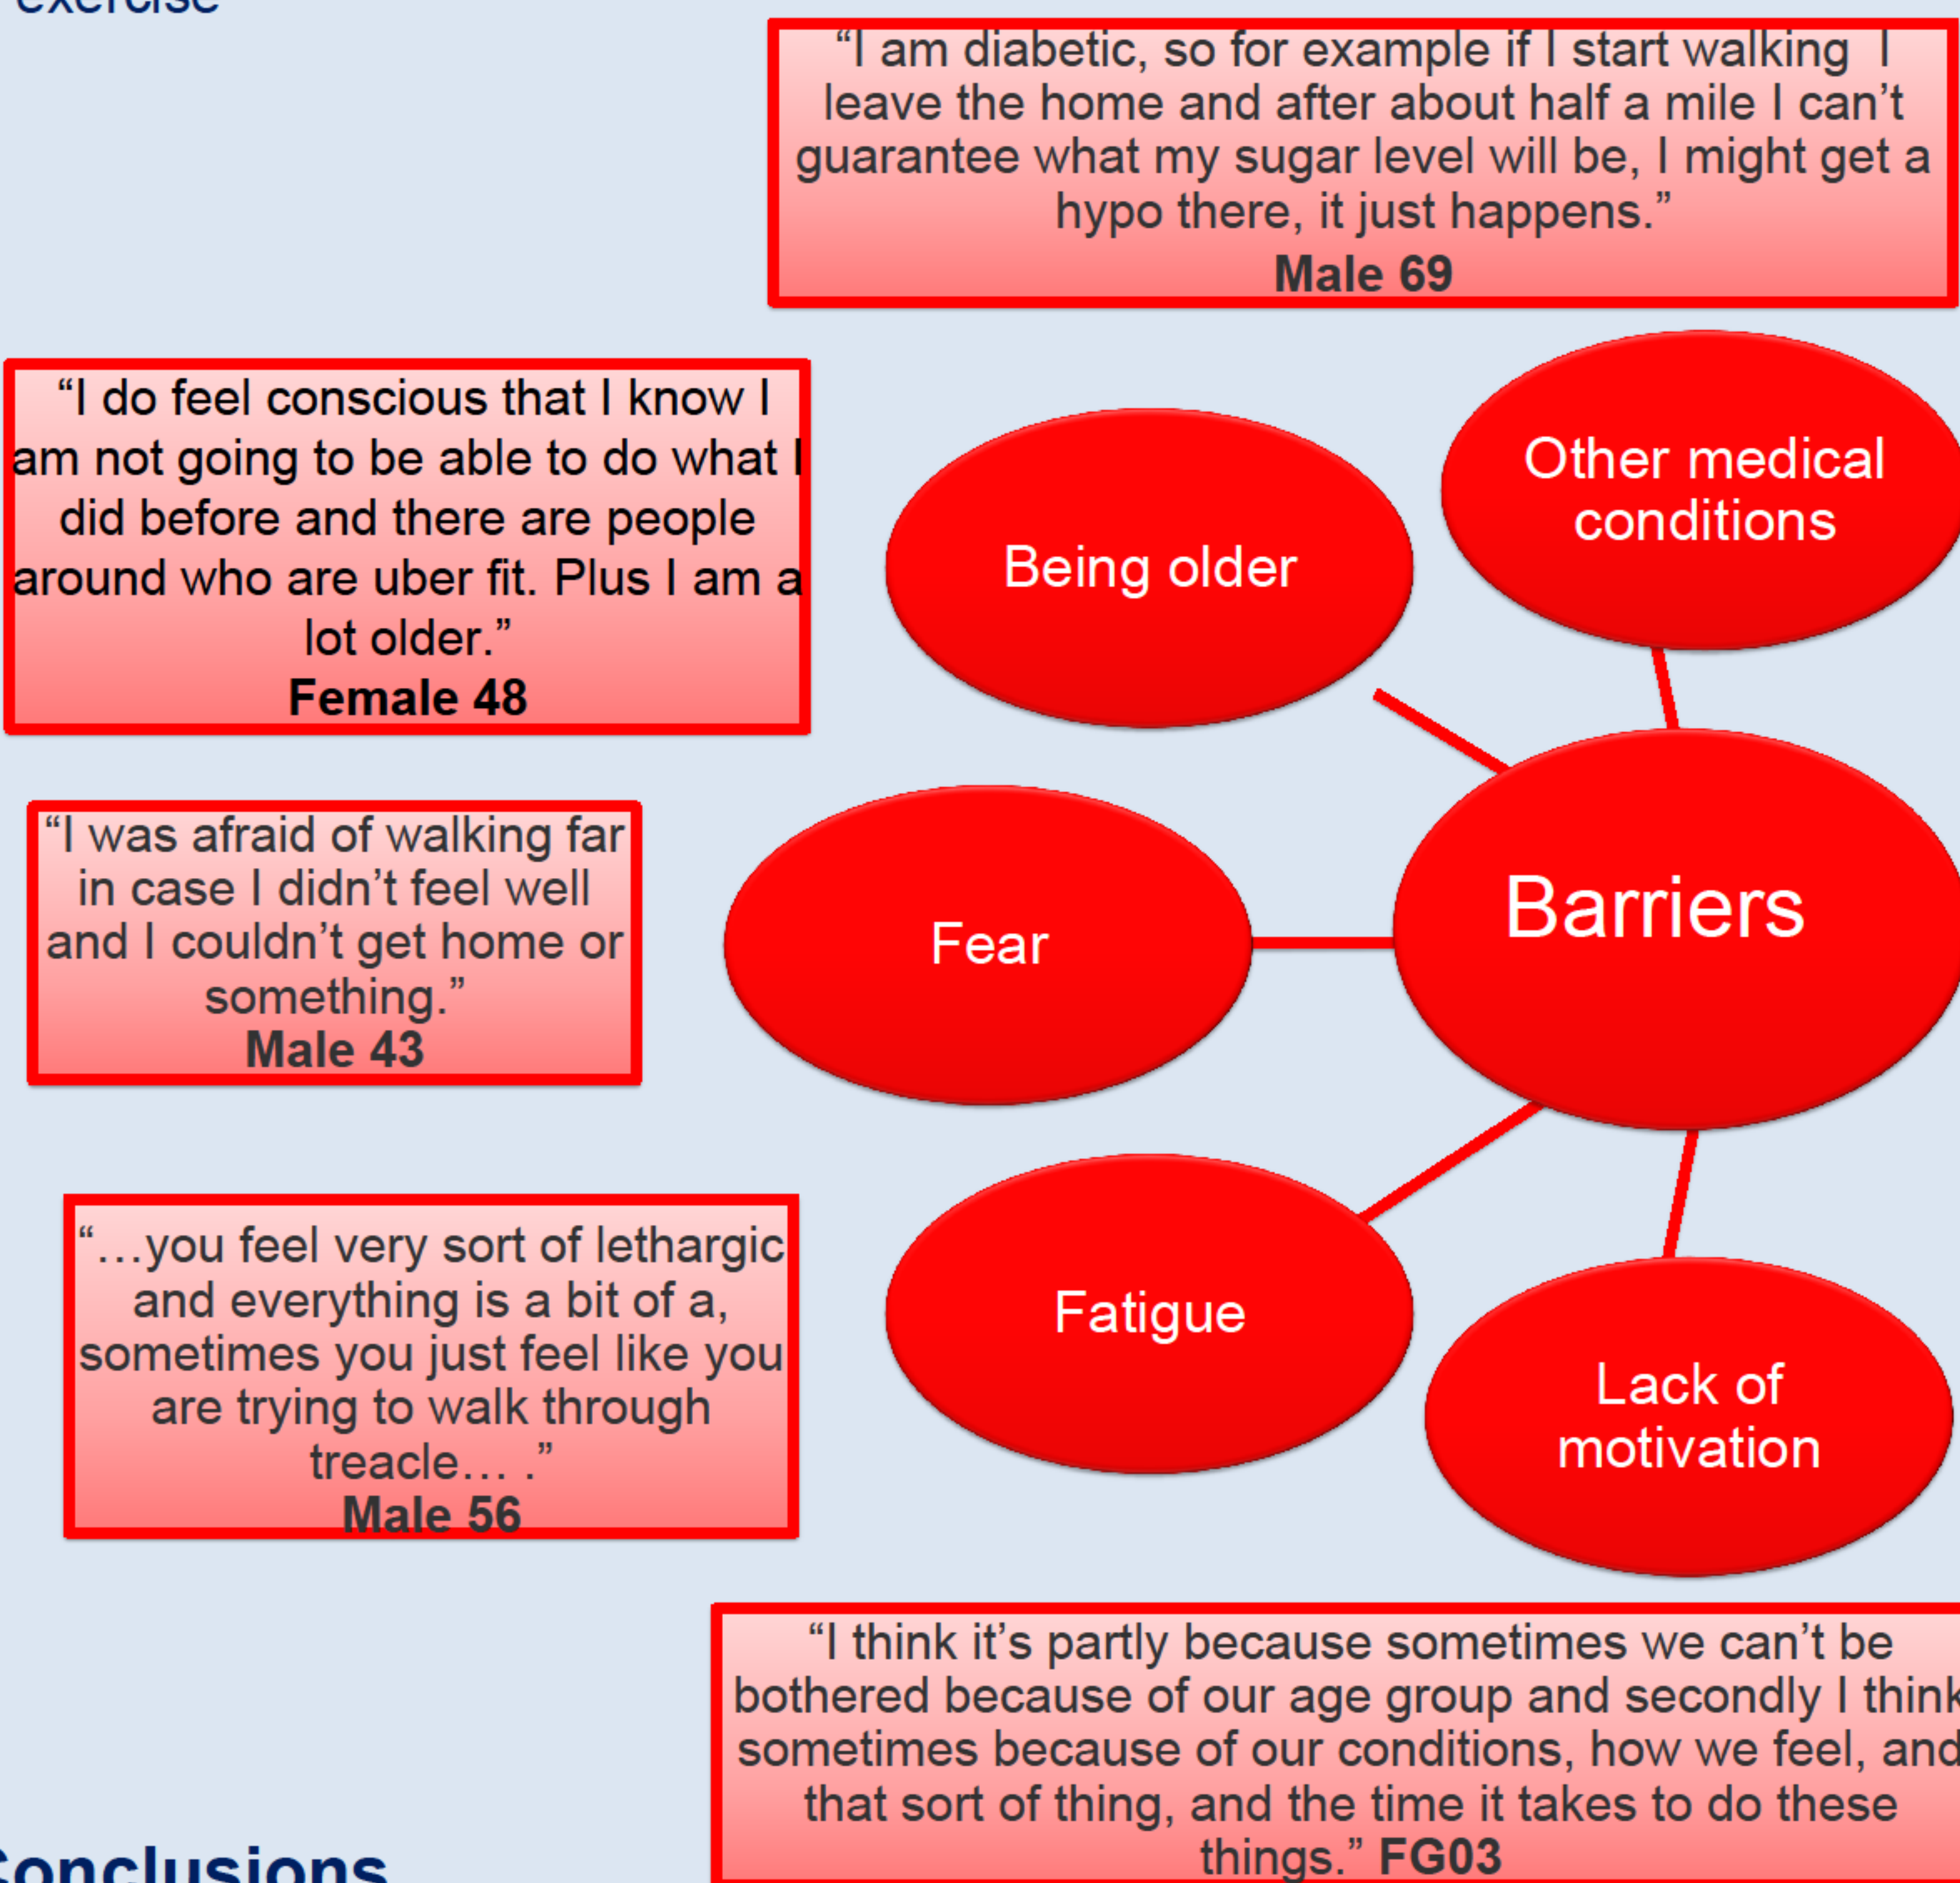 exercise
“I am diabetic, so for example if I start walking I
leave the home and after about half a mile I can’t
guarantee what my sugar level will be, I might get a
hypo there, it just happens.”
Male 69
“I do feel conscious that I know I
am not going to be able to do what I
did before and there are people
around who are uber fit. Plus I am a
lot older.”
Female 48
Being older
Other medical
conditions
“I was afraid of walking far
in case I didn’t feel well
and I couldn’t get home or
something.”
Male 43
Fear
Barriers
“…you feel very sort of lethargic
and everything is a bit of a,
sometimes you just feel like you
are trying to walk through
treacle… .”
Male 56
Fatigue
Lack of
motivation
“I think it’s partly because sometimes we can’t be
bothered because of our age group and secondly I think
sometimes because of our conditions, how we feel, and
that sort of thing, and the time it takes to do these
things.” FG03
Conclusions